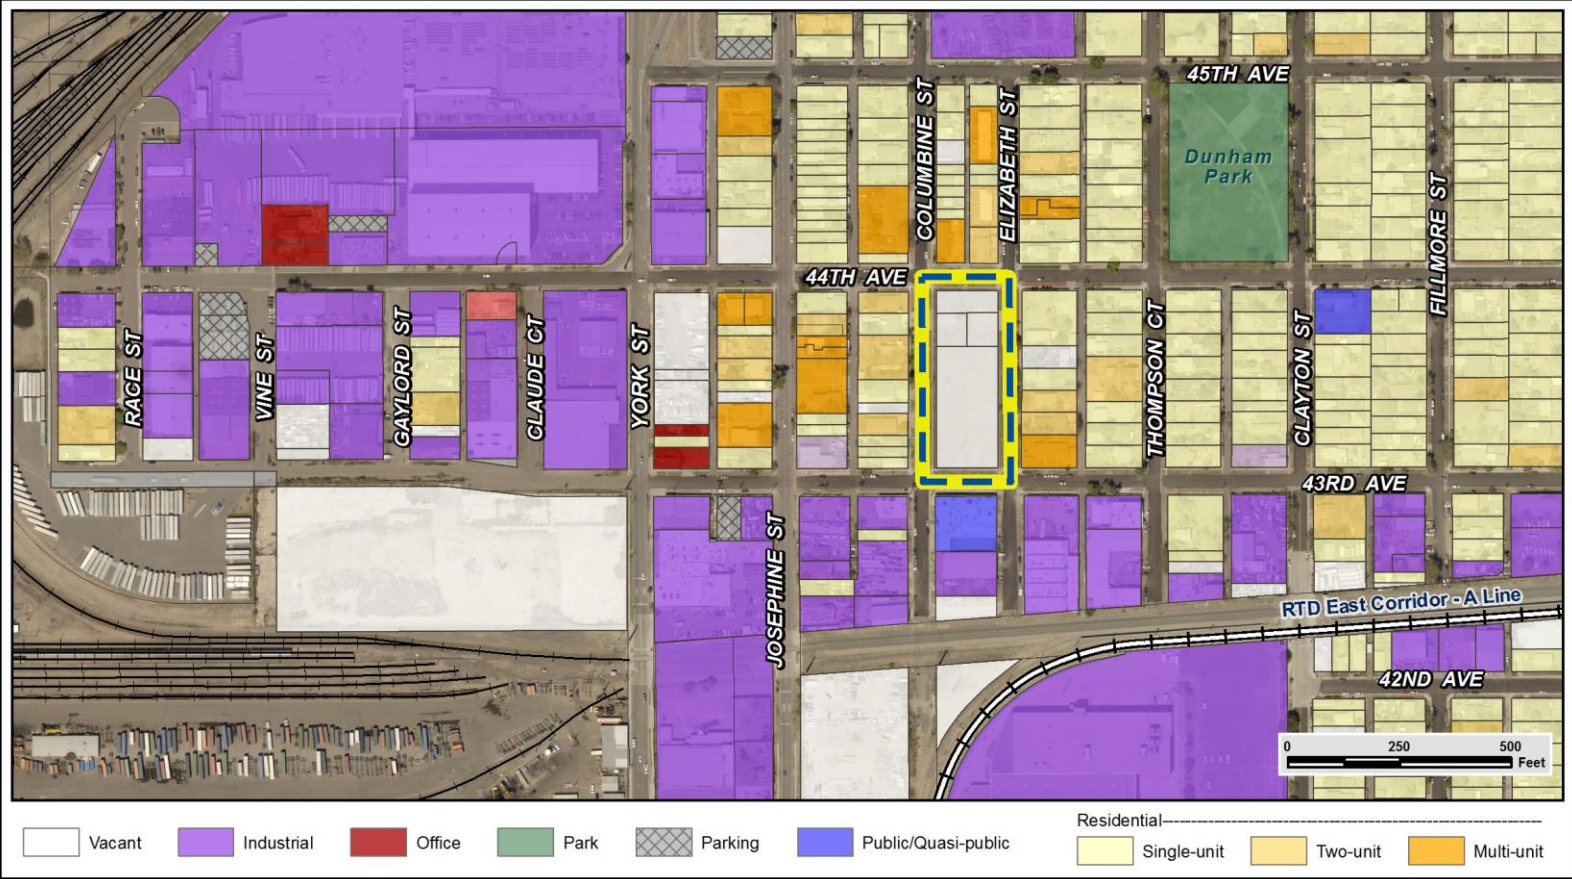 45TH AVE
COLUMBINE ST
ELIZABETH ST
Dunham
Park
FILLMORE ST
44TH AVE
RACE ST
VINE ST
GAYLORD ST
CLAUDE CT
YORK ST
THOMPSON CT
CLAYTON ST
43RD AVE
JOSEPHINE ST
RTD East Corridor - A Line
42ND AVE
0 250 500
Feet
Vacant
Industrial
Office
Park
Parking
Public/Quasi-public
Residential
Single-unit
Two-unit
Multi-unit